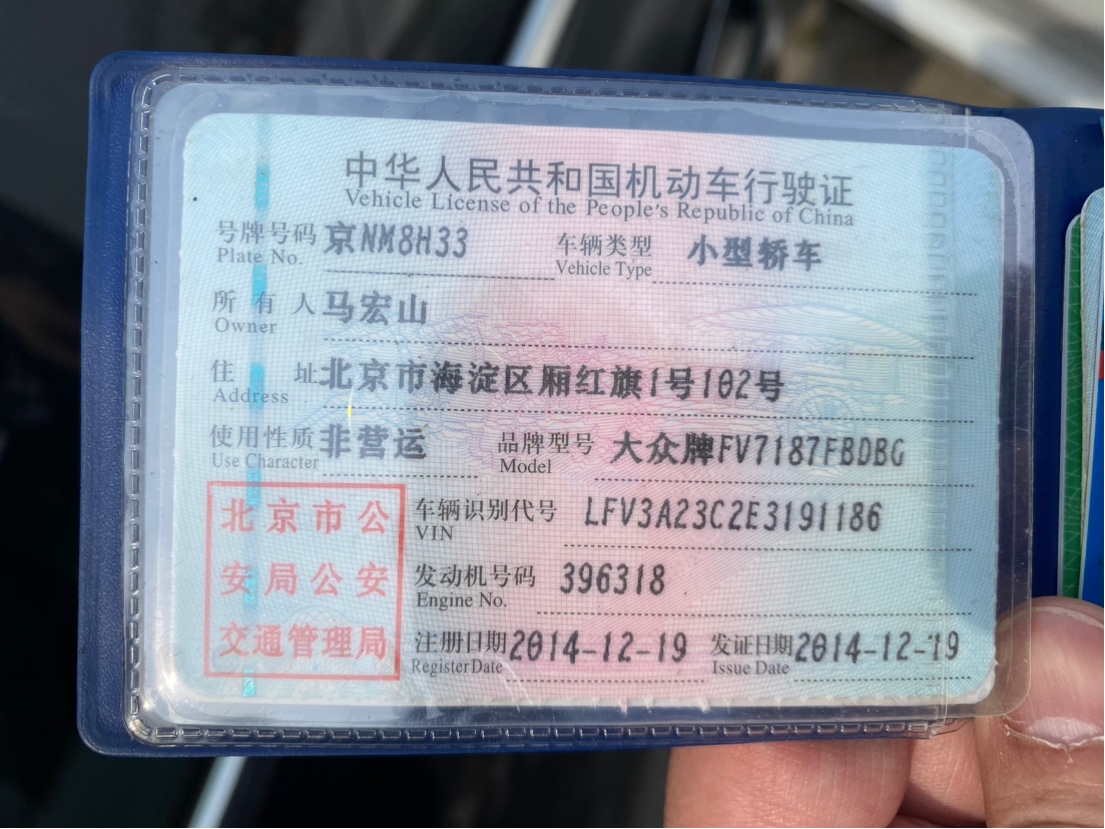 中华人民共和国机动车行驶证
Vehicle License of the People's Republic of China
号牌号码 京NM8H33 车辆类型 小型轿车
Plate No. Vehicle Type
所有人 马宏山
Owner
住址 北京市海淀区厢红旗1号102号
Address
使用性质 非营运 品牌型号 大众牌FV7187FBDBG
Use Character Model
北京市公安局公安交通管理局
车辆识别代号 LFV3A23C2E3191186
VIN
发动机号码 396318
Engine No.
注册日期 2014-12-19 发证日期 2014-12-19
Register Date Issue Date